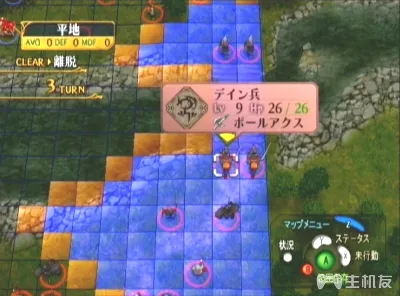 平地
AVO 0 DEF 0 MDF 0
CLEAR▶離脱
3-TURN
デイン兵
Lv 9 Hp 26/26
ポールアクス
マップメニュー Z
ステータス
状況
未行動
A
B
主机友